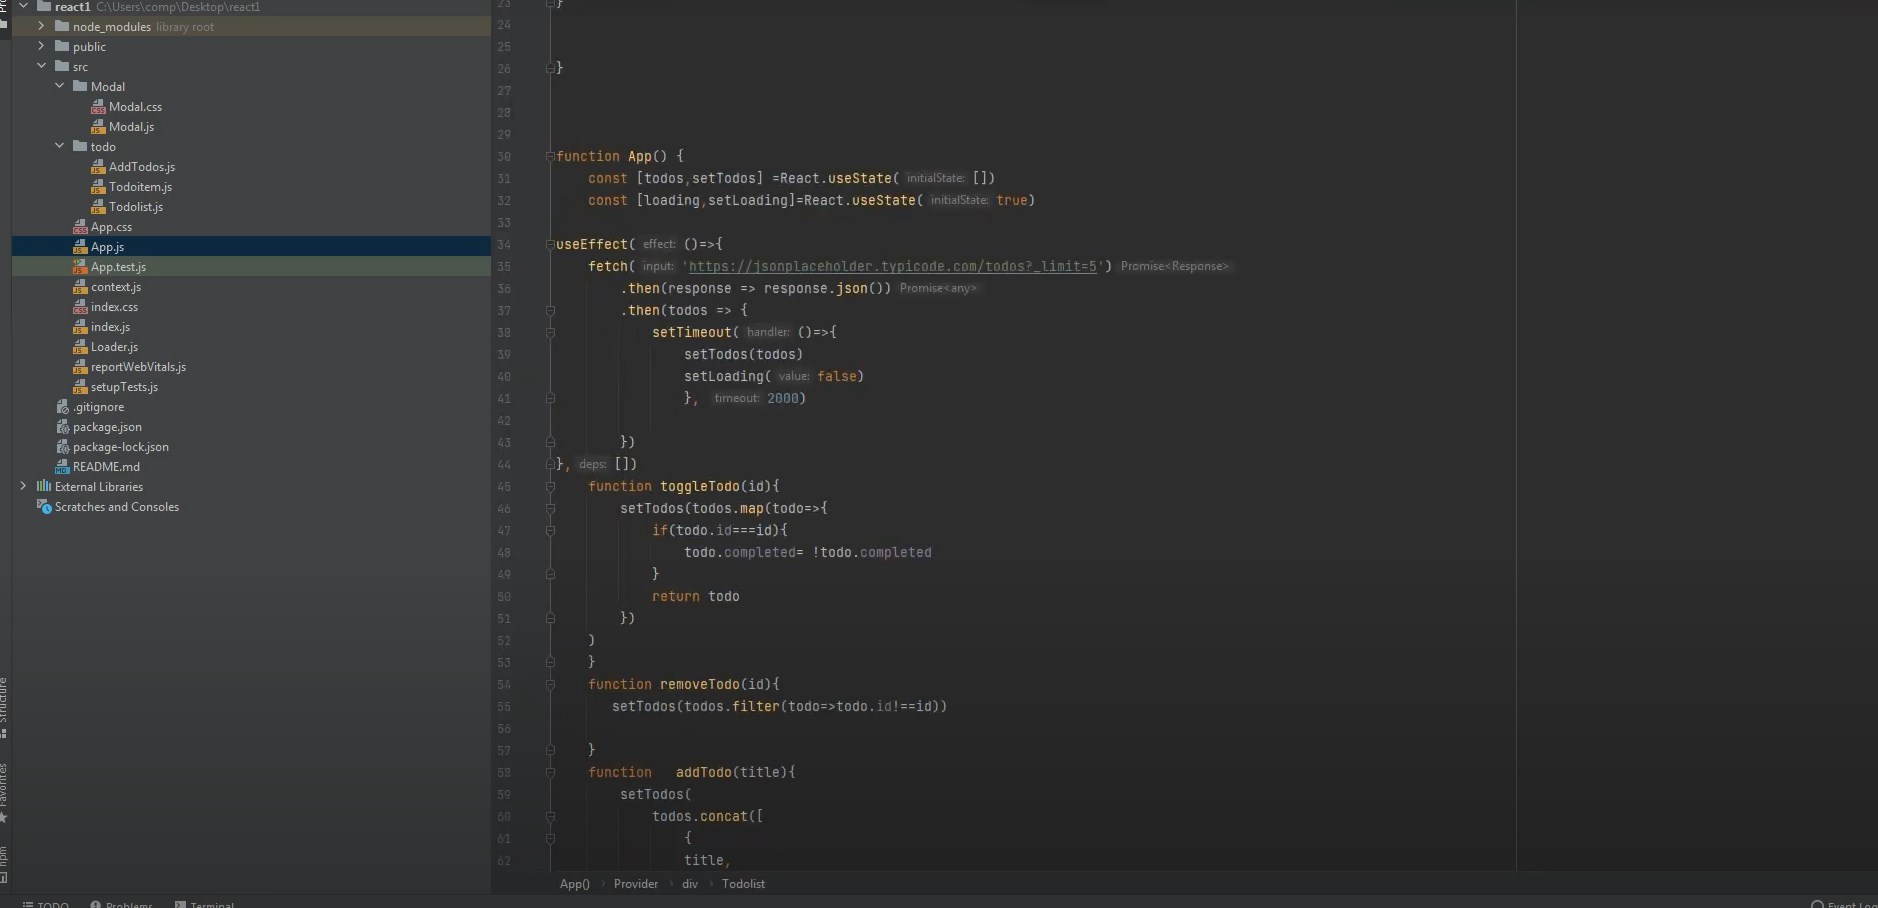 react1 C:\Users\comp\Desktop\react1
node_modules library root
public
src
Modal
Modal.css
Modal.js
todo
AddTodos.js
Todoitem.js
Todolist.js
App.css
App.js
App.test.js
context.js
index.css
index.js
Loader.js
reportWebVitals.js
setupTests.js
.gitignore
package.json
package-lock.json
README.md
External Libraries
Scratches and Consoles
Structure
Favorites
npm
23 }
24
25
26 }
27
28
29
30 function App() {
31 const [todos,setTodos] =React.useState( initialState: [])
32 const [loading,setLoading]=React.useState( initialState: true)
33
34 useEffect( effect: ()=>{
35 fetch( input: 'https://jsonplaceholder.typicode.com/todos?_limit=5') Promise<Response>
36 .then(response => response.json()) Promise<any>
37 .then(todos => {
38 setTimeout( handler: ()=>{
39 setTodos(todos)
40 setLoading( value: false)
41 }, timeout: 2000)
42
43 })
44 }, deps: [])
45 function toggleTodo(id){
46 setTodos(todos.map(todo=>{
47 if(todo.id===id){
48 todo.completed= !todo.completed
49 }
50 return todo
51 })
52 )
53 }
54 function removeTodo(id){
55 setTodos(todos.filter(todo=>todo.id!==id))
56
57 }
58 function addTodo(title){
59 setTodos(
60 todos.concat([
61 {
62 title,
App() › Provider › div › Todolist
TODO Problems Terminal
Event Log